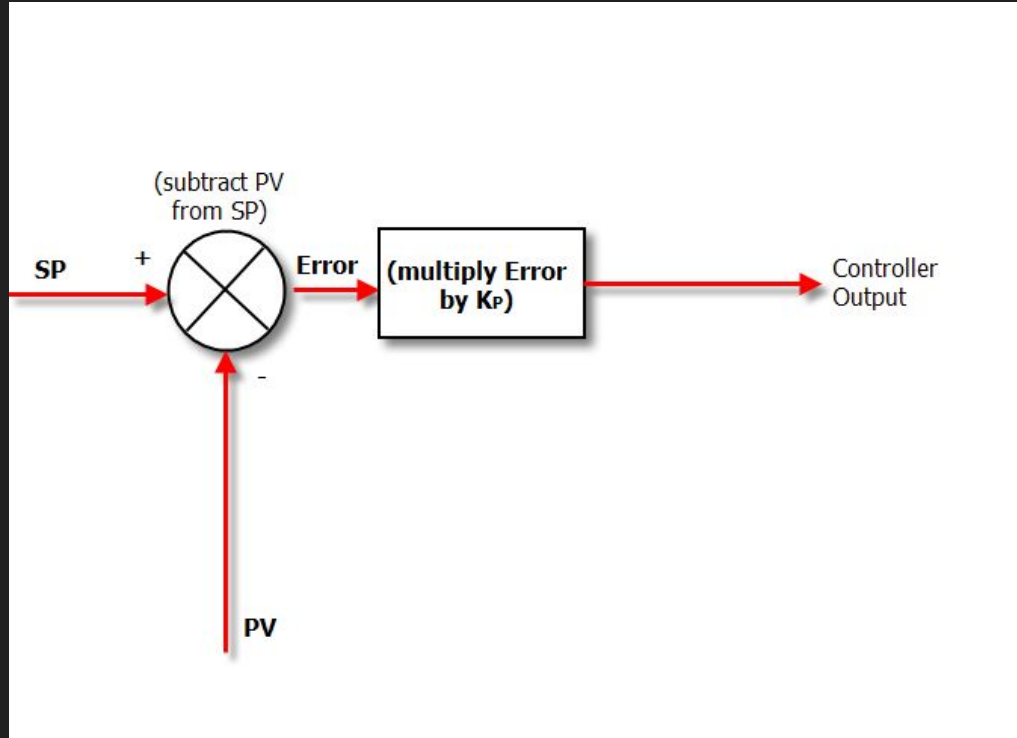 (subtract PV
from SP)
SP
+
Error
(multiply Error
by KP)
Controller
Output
-
PV